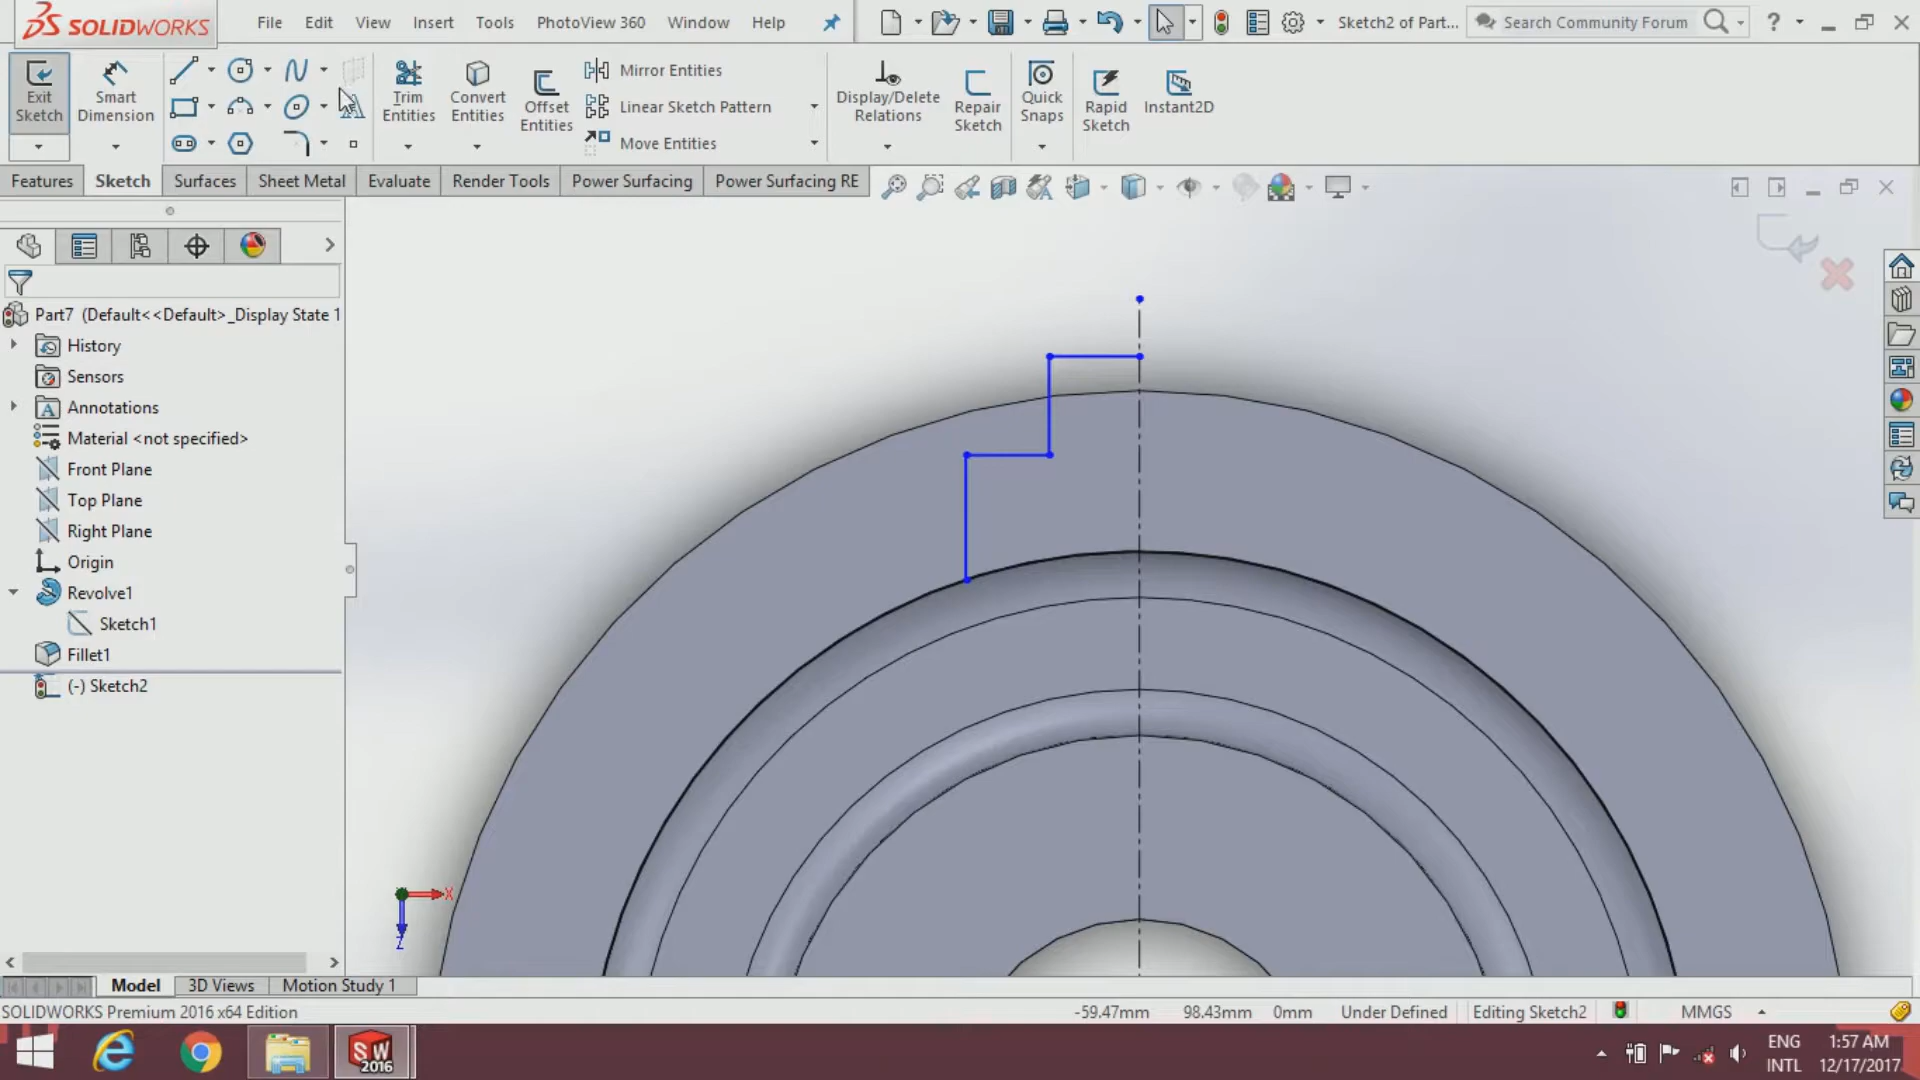 SOLIDWORKS File Edit View Insert Tools PhotoView 360 Window Help Sketch2 of Part... Search Community Forum ?
Exit Sketch
Smart Dimension
Trim Entities
Convert Entities
Offset Entities
Mirror Entities
Linear Sketch Pattern
Move Entities
Display/Delete Relations
Repair Sketch
Quick Snaps
Rapid Sketch
Instant2D
Features Sketch Surfaces Sheet Metal Evaluate Render Tools Power Surfacing Power Surfacing RE
Part7 (Default<<Default>_Display State 1
History
Sensors
Annotations
Material <not specified>
Front Plane
Top Plane
Right Plane
Origin
Revolve1
Sketch1
Fillet1
(-) Sketch2
X
Z
Model 3D Views Motion Study 1
SOLIDWORKS Premium 2016 x64 Edition -59.47mm 98.43mm 0mm Under Defined Editing Sketch2 MMGS
SW 2016
ENG 1:57 AM
INTL 12/17/2017